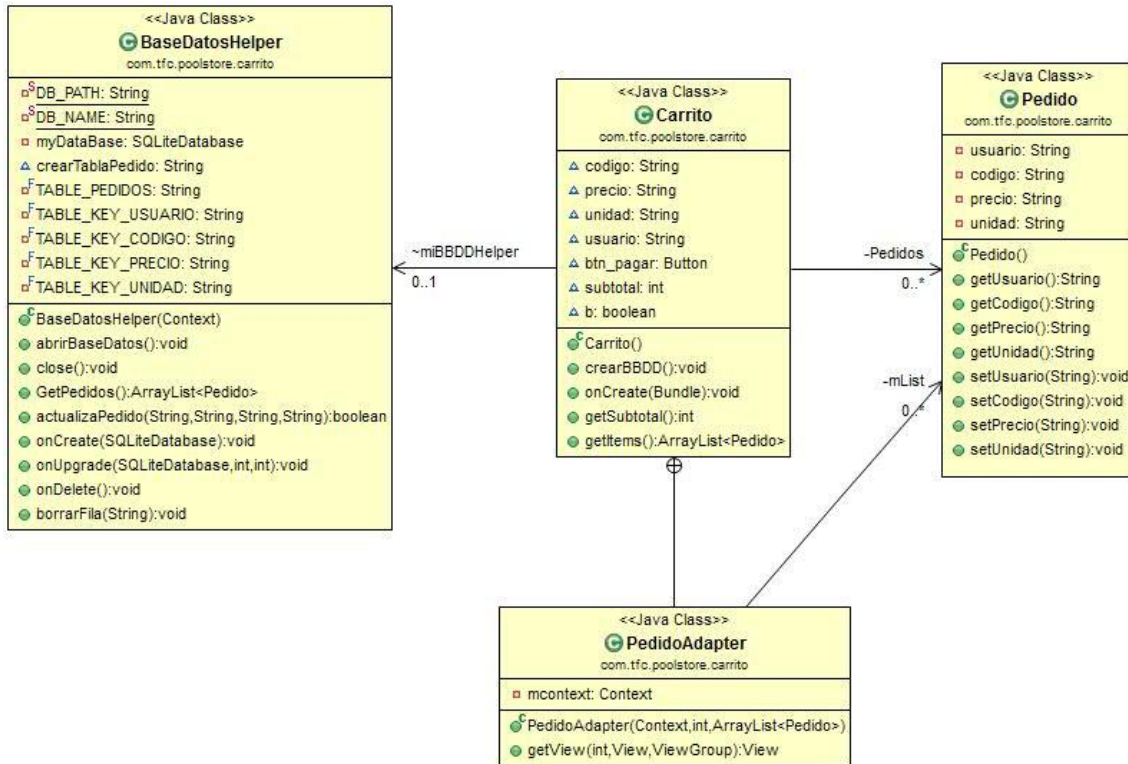 <<Java Class>>
BaseDatosHelper
com.tfc.poolstore.carrito
DB_PATH: String
DB_NAME: String
myDataBase: SQLiteDatabase
crearTablaPedido: String
TABLE_PEDIDOS: String
TABLE_KEY_USUARIO: String
TABLE_KEY_CODIGO: String
TABLE_KEY_PRECIO: String
TABLE_KEY_UNIDAD: String
BaseDatosHelper(Context)
abrirBaseDatos():void
close():void
GetPedidos():ArrayList<Pedido>
actualizaPedido(String,String,String,String):boolean
onCreate(SQLiteDatabase):void
onUpgrade(SQLiteDatabase,int,int):void
onDelete():void
borrarFila(String):void
~miBBDDHelper
0..1
<<Java Class>>
Carrito
com.tfc.poolstore.carrito
codigo: String
precio: String
unidad: String
usuario: String
btn_pagar: Button
subtotal: int
b: boolean
Carrito()
crearBBDD():void
onCreate(Bundle):void
getSubtotal():int
getItems():ArrayList<Pedido>
-Pedidos
0..*
-mList
0..*
<<Java Class>>
Pedido
com.tfc.poolstore.carrito
usuario: String
codigo: String
precio: String
unidad: String
Pedido()
getUsuario():String
getCodigo():String
getPrecio():String
getUnidad():String
setUsuario(String):void
setCodigo(String):void
setPrecio(String):void
setUnidad(String):void
<<Java Class>>
PedidoAdapter
com.tfc.poolstore.carrito
mcontext: Context
PedidoAdapter(Context,int,ArrayList<Pedido>)
getView(int,View,ViewGroup):View